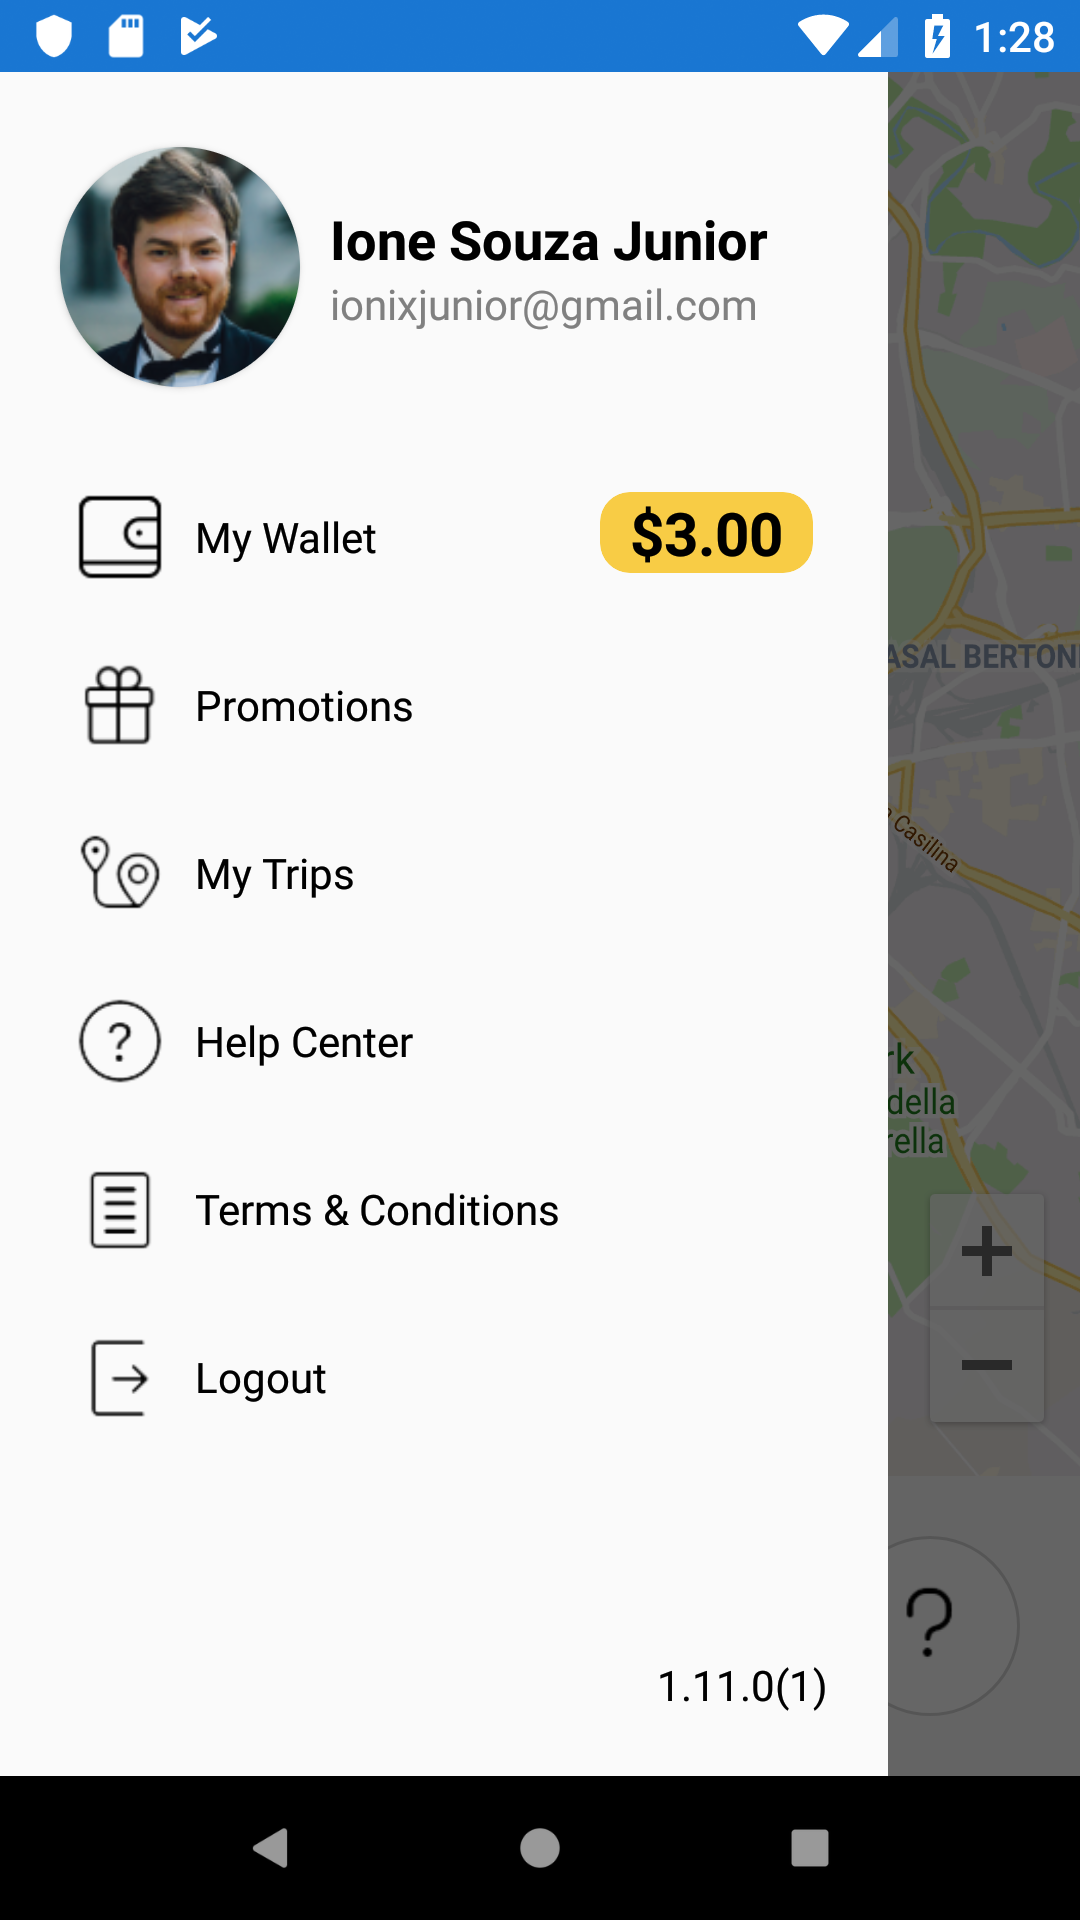 1:28
Ione Souza Junior
ionixjunior@gmail.com
My Wallet
$3.00
Promotions
My Trips
Help Center
Terms & Conditions
Logout
1.11.0(1)
ASAL BERTON
Casilina
rk
della
rella
+
−
?